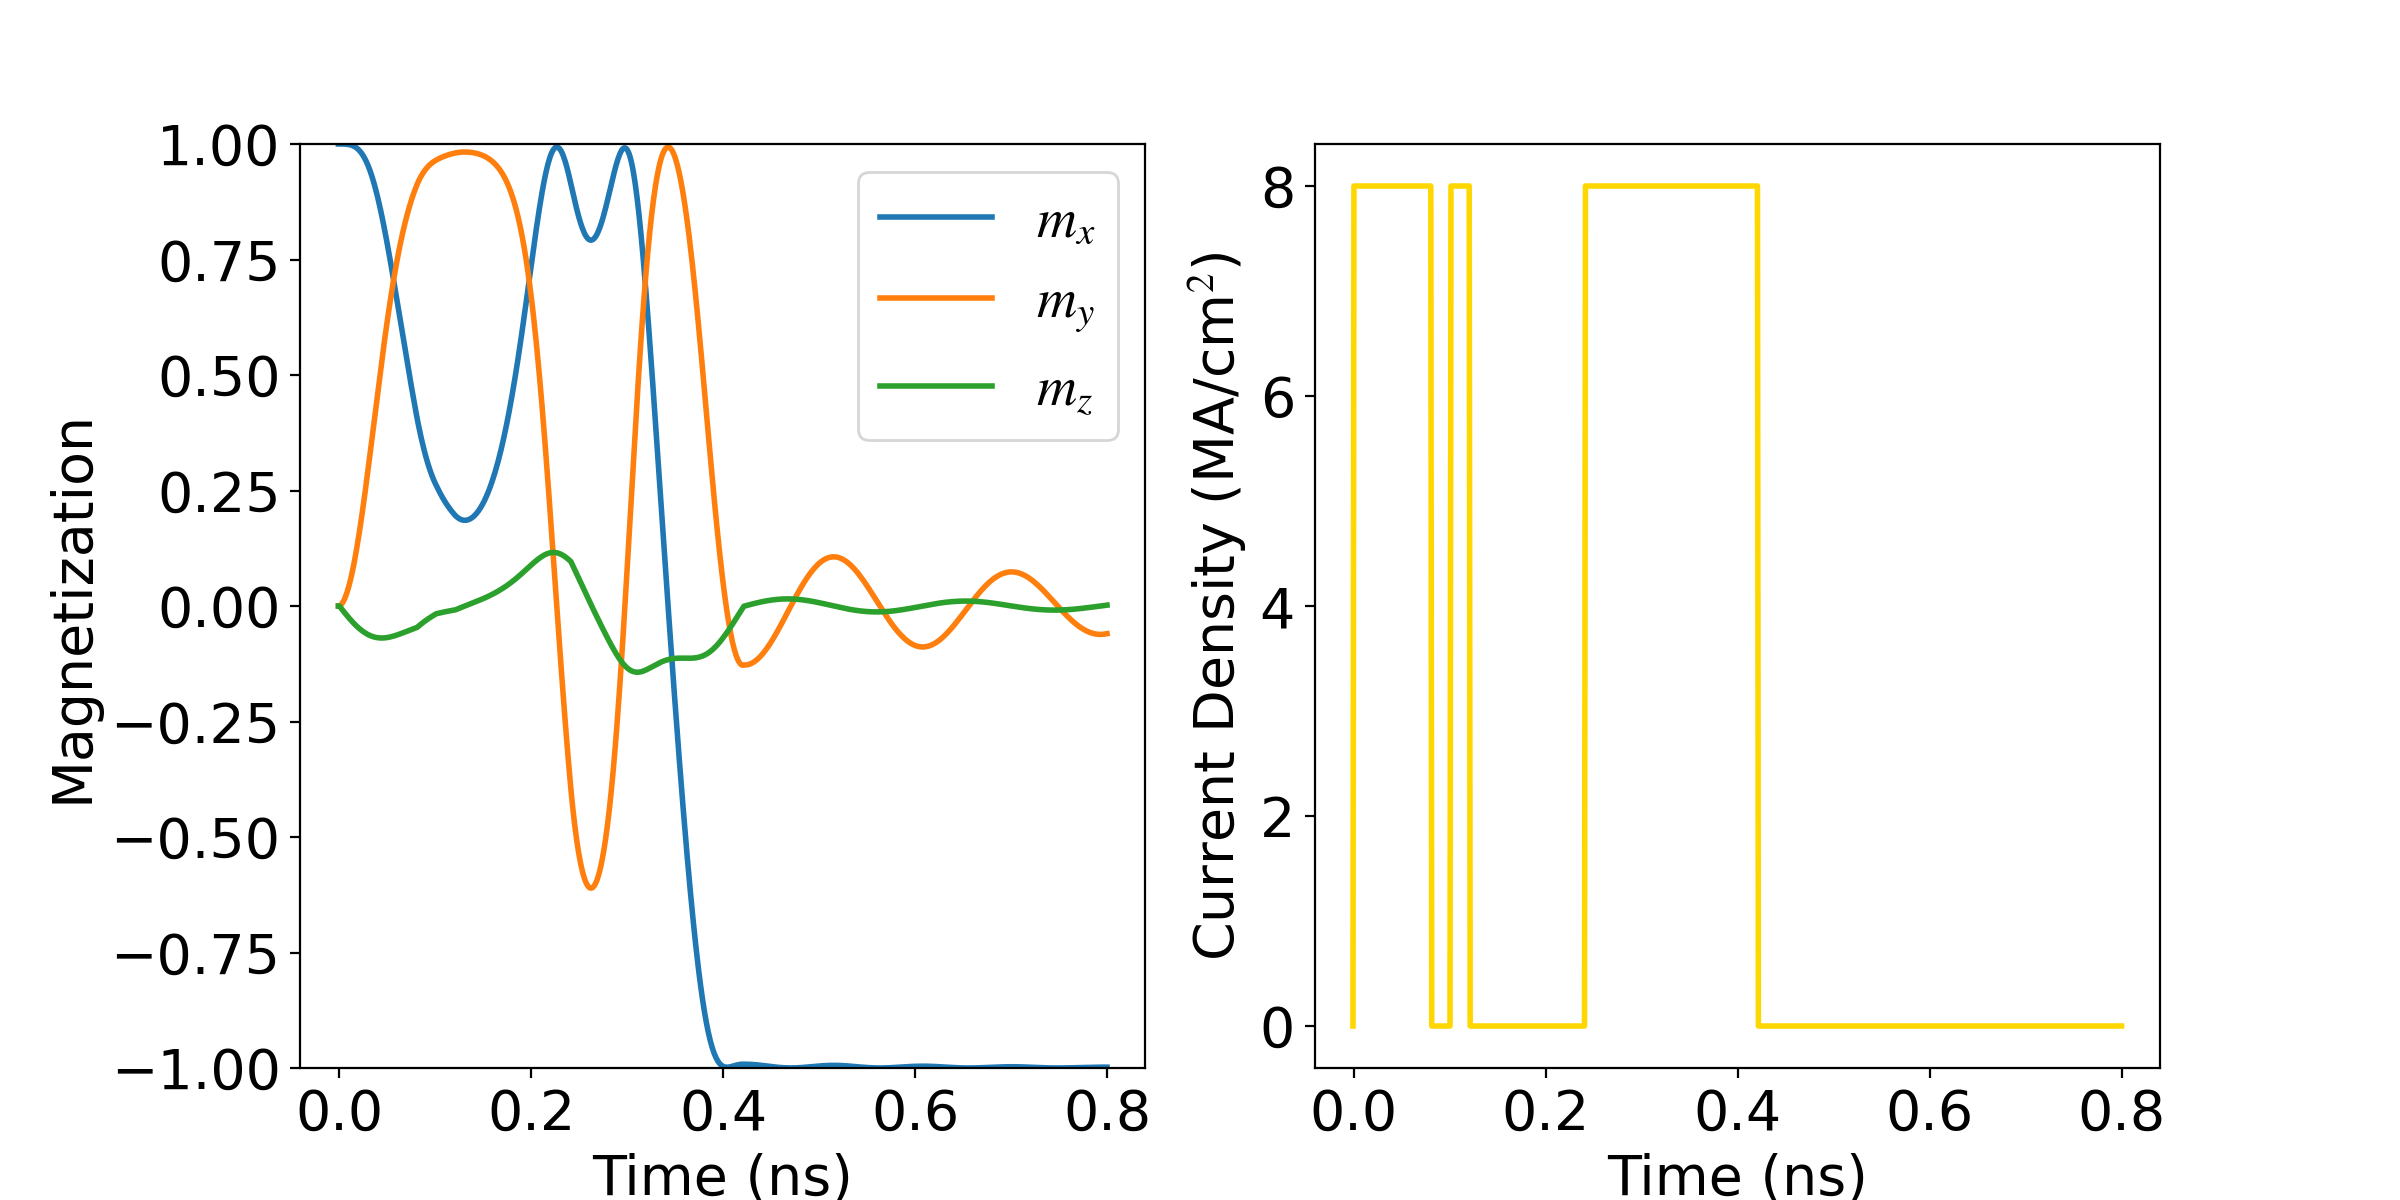 Magnetization
1.00
0.75
0.50
0.25
0.00
−0.25
−0.50
−0.75
−1.00
0.0 0.2 0.4 0.6 0.8
Time (ns)
m_x
m_y
m_z
Current Density (MA/cm²)
8
6
4
2
0
0.0 0.2 0.4 0.6 0.8
Time (ns)